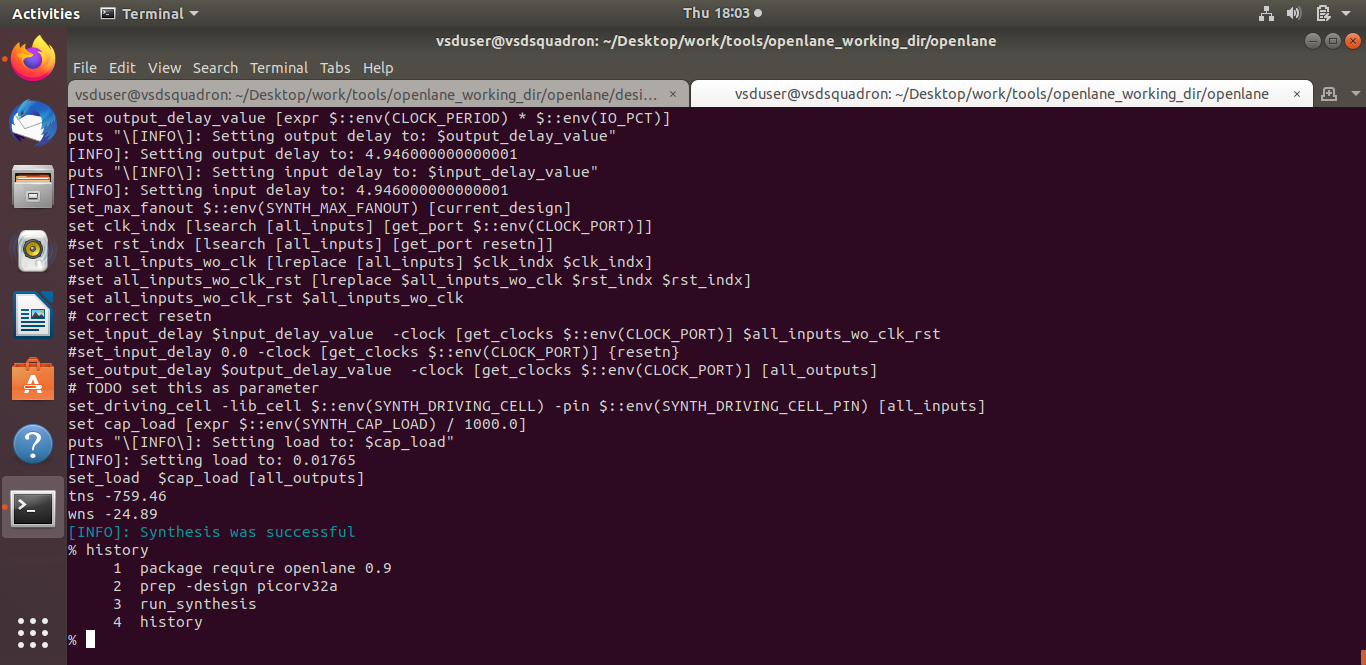 Activities Terminal Thu 18:03
vsduser@vsdsquadron: ~/Desktop/work/tools/openlane_working_dir/openlane
File Edit View Search Terminal Tabs Help
vsduser@vsdsquadron: ~/Desktop/work/tools/openlane_working_dir/openlane/desi... × vsduser@vsdsquadron: ~/Desktop/work/tools/openlane_working_dir/openlane ×
set output_delay_value [expr $::env(CLOCK_PERIOD) * $::env(IO_PCT)]
puts "\[INFO\]: Setting output delay to: $output_delay_value"
[INFO]: Setting output delay to: 4.946000000000001
puts "\[INFO\]: Setting input delay to: $input_delay_value"
[INFO]: Setting input delay to: 4.946000000000001
set_max_fanout $::env(SYNTH_MAX_FANOUT) [current_design]
set clk_indx [lsearch [all_inputs] [get_port $::env(CLOCK_PORT)]]
#set rst_indx [lsearch [all_inputs] [get_port resetn]]
set all_inputs_wo_clk [lreplace [all_inputs] $clk_indx $clk_indx]
#set all_inputs_wo_clk_rst [lreplace $all_inputs_wo_clk $rst_indx $rst_indx]
set all_inputs_wo_clk_rst $all_inputs_wo_clk
# correct resetn
set_input_delay $input_delay_value  -clock [get_clocks $::env(CLOCK_PORT)] $all_inputs_wo_clk_rst
#set_input_delay 0.0 -clock [get_clocks $::env(CLOCK_PORT)] {resetn}
set_output_delay $output_delay_value  -clock [get_clocks $::env(CLOCK_PORT)] [all_outputs]
# TODO set this as parameter
set_driving_cell -lib_cell $::env(SYNTH_DRIVING_CELL) -pin $::env(SYNTH_DRIVING_CELL_PIN) [all_inputs]
set cap_load [expr $::env(SYNTH_CAP_LOAD) / 1000.0]
puts "\[INFO\]: Setting load to: $cap_load"
[INFO]: Setting load to: 0.01765
set_load  $cap_load [all_outputs]
tns -759.46
wns -24.89
[INFO]: Synthesis was successful
% history
1  package require openlane 0.9
2  prep -design picorv32a
3  run_synthesis
4  history
%